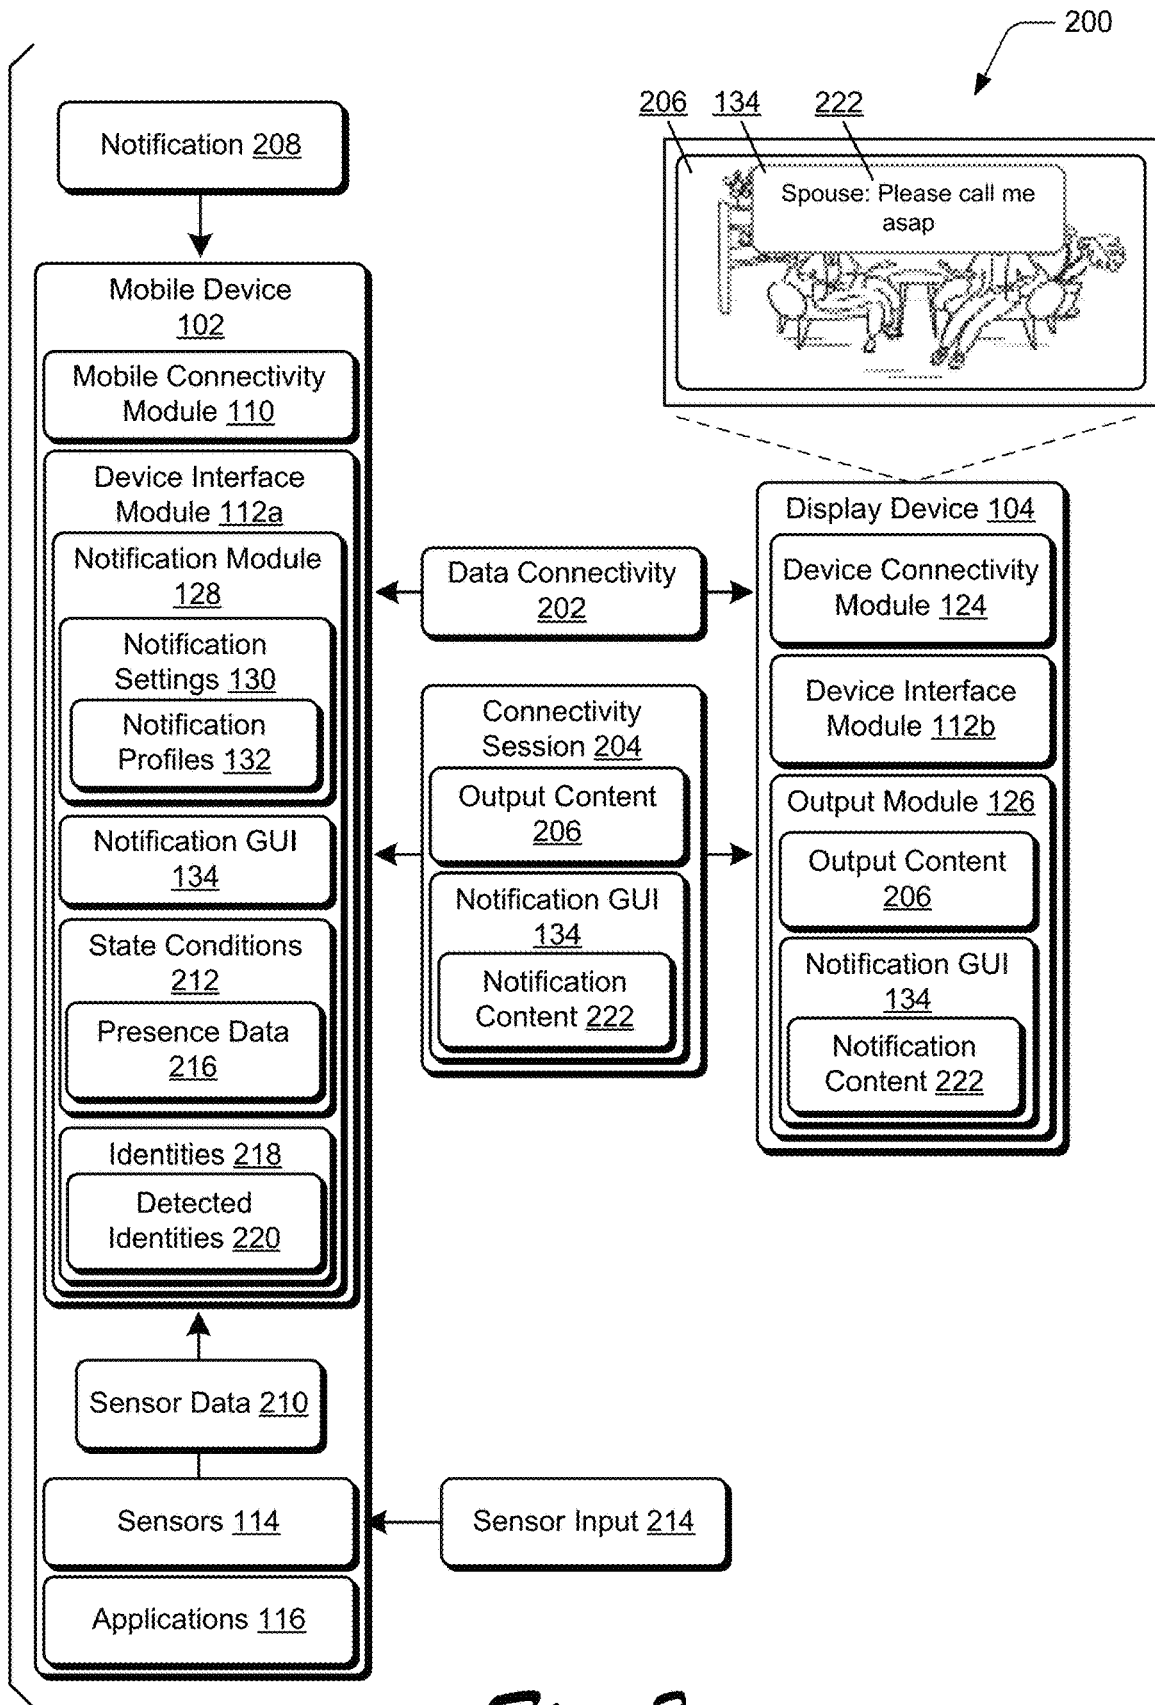 200
206 134 222
Spouse: Please call me
asap
Notification 208
Mobile Device
102
Mobile Connectivity
Module 110
Device Interface
Module 112a
Notification Module
128
Notification
Settings 130
Notification
Profiles 132
Notification GUI
134
State Conditions
212
Presence Data
216
Identities 218
Detected
Identities 220
Sensor Data 210
Sensors 114
Applications 116
Data Connectivity
202
Connectivity
Session 204
Output Content
206
Notification GUI
134
Notification
Content 222
Sensor Input 214
Display Device 104
Device Connectivity
Module 124
Device Interface
Module 112b
Output Module 126
Output Content
206
Notification GUI
134
Notification
Content 222